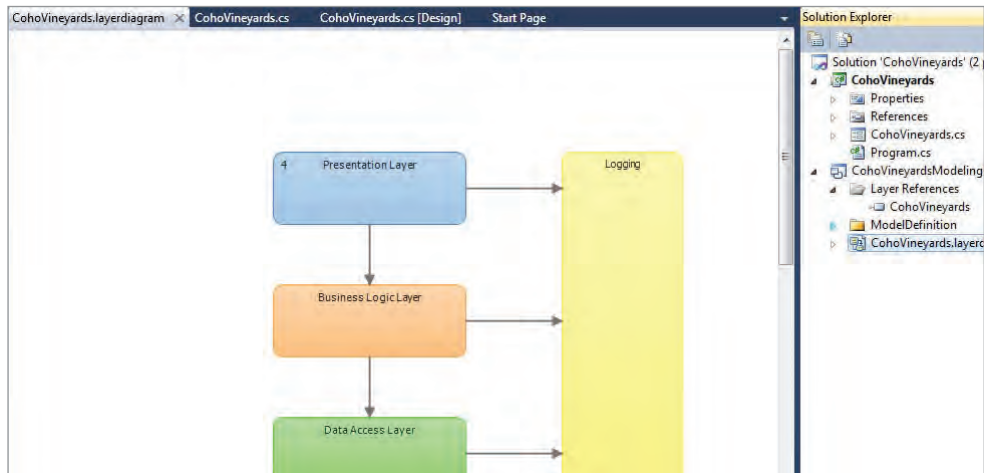 CohoVineyards.layerdiagram × CohoVineyards.cs CohoVineyards.cs [Design] Start Page
4 Presentation Layer
Logging
Business Logic Layer
Data Access Layer
Solution Explorer
Solution 'CohoVineyards' (2
CohoVineyards
Properties
References
CohoVineyards.cs
Program.cs
CohoVineyardsModeling
Layer References
CohoVineyards
ModelDefinition
CohoVineyards.layerd